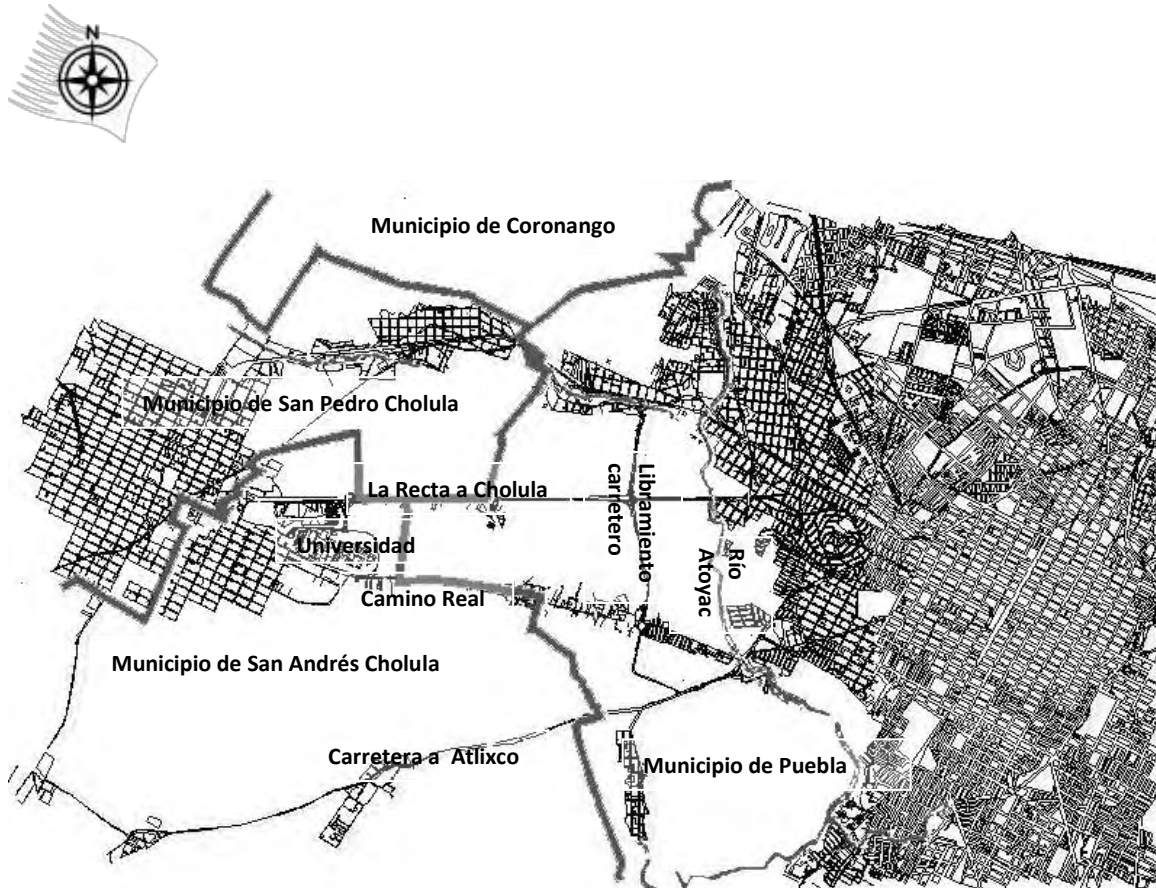 N
Municipio de Coronango
Municipio de San Pedro Cholula
La Recta a Cholula
Libramiento
carretero
Universidad
Río
Atoyac
Camino Real
Municipio de San Andrés Cholula
Carretera a Atlixco
Municipio de Puebla